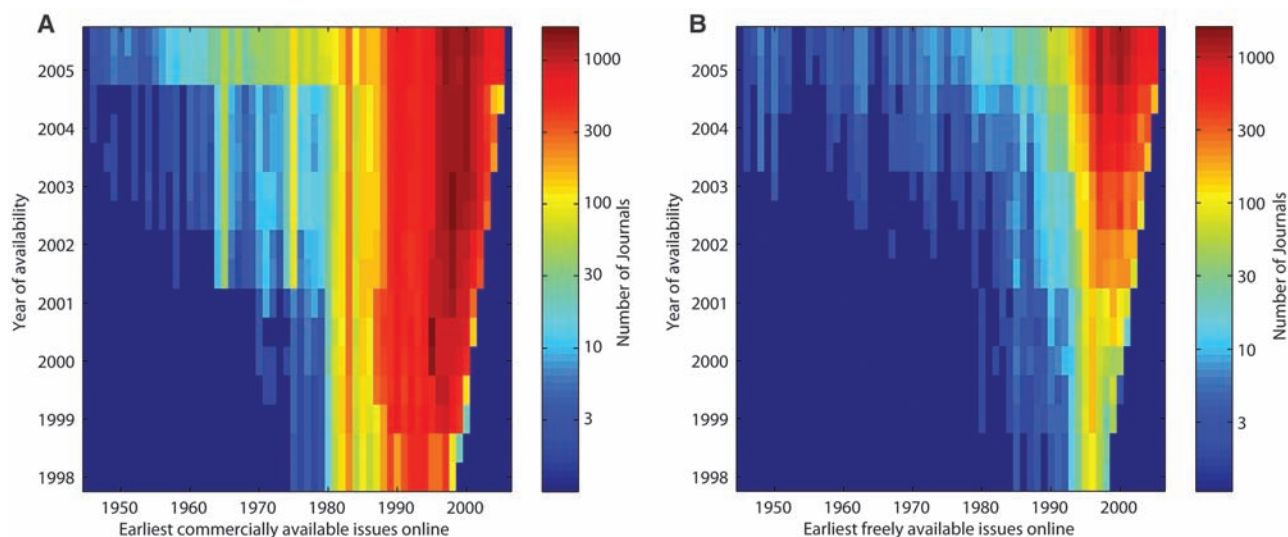 A
Year of availability
2005
2004
2003
2002
2001
2000
1999
1998
1950 1960 1970 1980 1990 2000
Earliest commercially available issues online
1000
300
100
30
10
3
Number of Journals
B
Year of availability
2005
2004
2003
2002
2001
2000
1999
1998
1950 1960 1970 1980 1990 2000
Earliest freely available issues online
1000
300
100
30
10
3
Number of Journals